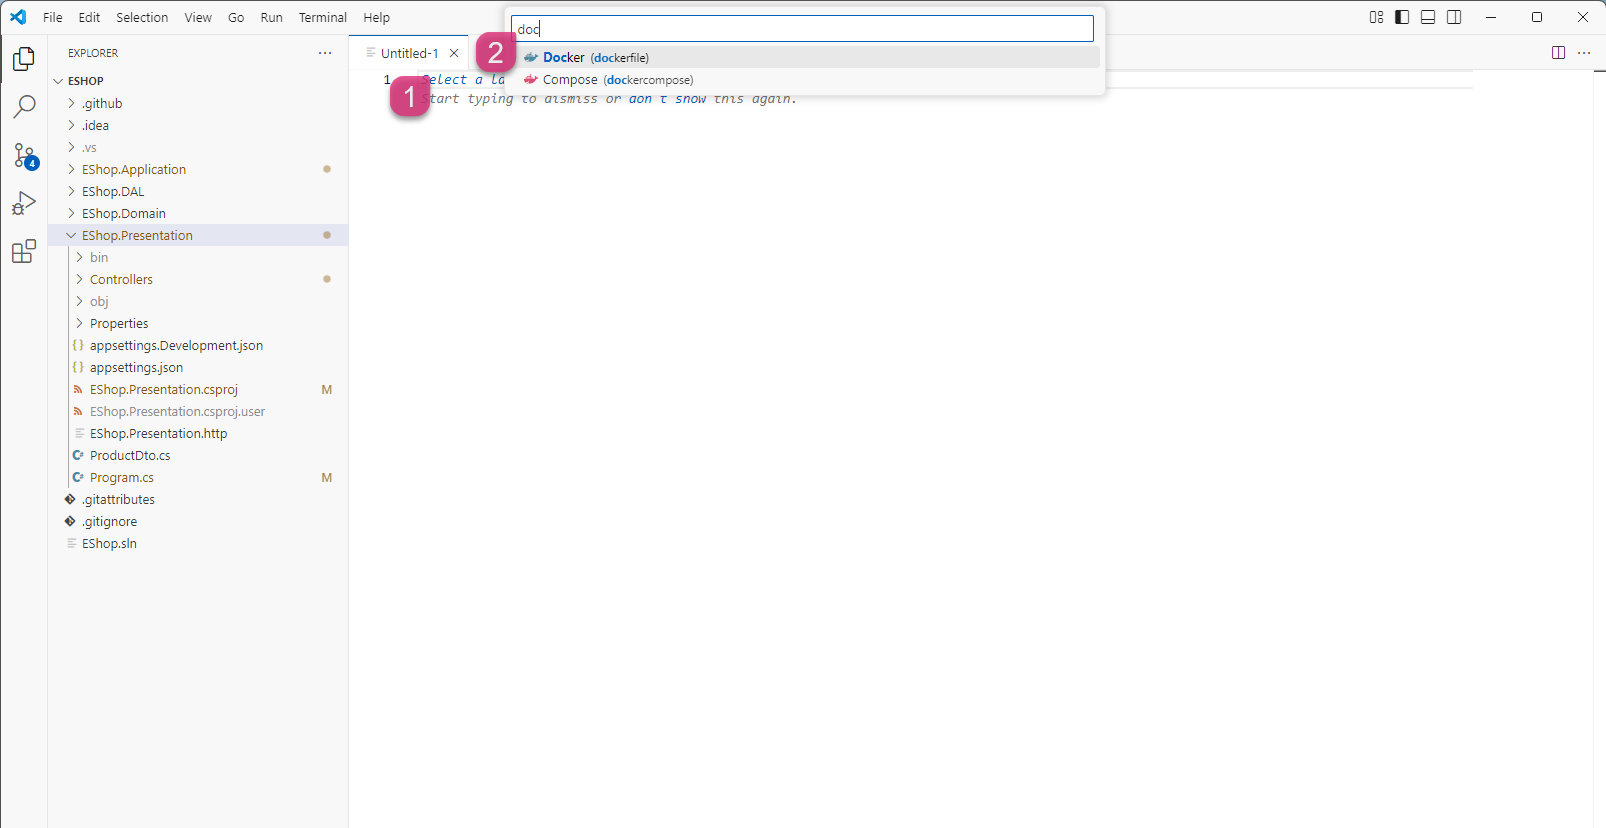 File Edit Selection View Go Run Terminal Help
doc
Docker (dockerfile)
Compose (dockercompose)
2
1
EXPLORER
Untitled-1
ESHOP
1 Select a la
Start typing to dismiss or don't show this again.
.github
.idea
.vs
4
EShop.Application
EShop.DAL
EShop.Domain
EShop.Presentation
bin
Controllers
obj
Properties
{} appsettings.Development.json
{} appsettings.json
EShop.Presentation.csproj M
EShop.Presentation.csproj.user
EShop.Presentation.http
C# ProductDto.cs
C# Program.cs M
.gitattributes
.gitignore
EShop.sln